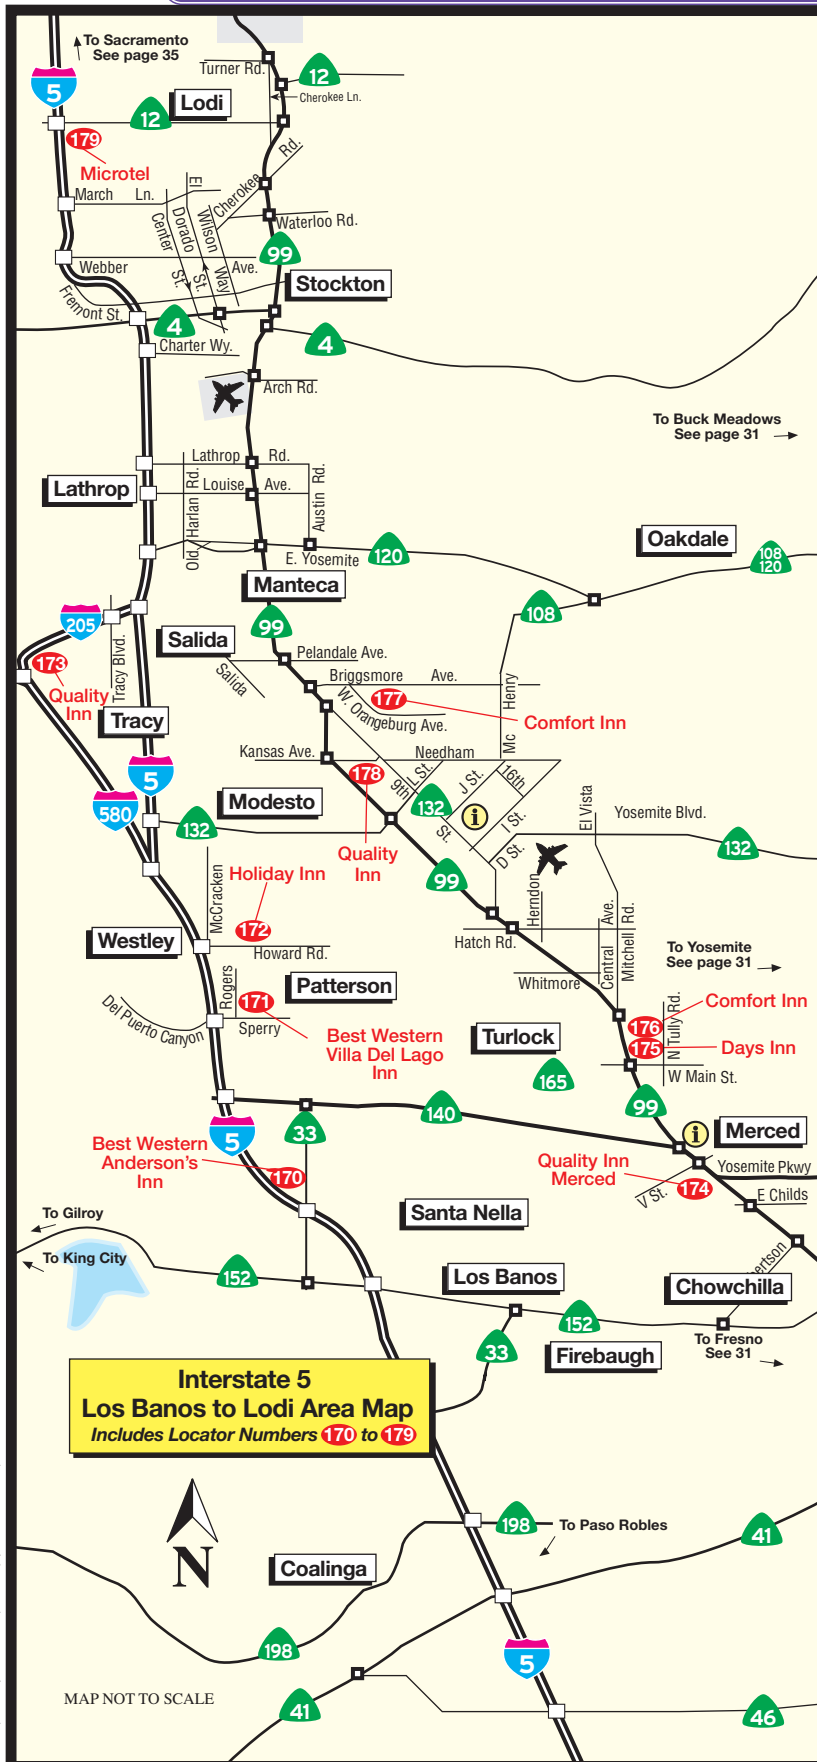 To Sacramento
See page 35
Turner Rd.
12
5
Cherokee Ln.
Lodi
12
179
Microtel
Cherokee Rd.
March Ln.
El Dorado St.
Center St.
Wilson Way
Waterloo Rd.
99
Webber Ave.
Stockton
Fremont St.
4
4
Charter Wy.
Arch Rd.
To Buck Meadows
See page 31
Lathrop Rd.
Lathrop
Louise Ave.
Old Harlan Rd.
Austin Rd.
E. Yosemite
120
Oakdale
108
120
Manteca
108
99
205
Tracy Blvd.
Salida
Pelandale Ave.
Salida
173
Quality
Inn
Briggsmore Ave.
177
W. Orangeburg Ave.
Mc Henry
Comfort Inn
Tracy
Kansas Ave.
Needham
178
9th St.
L St.
J St.
16th
I St.
D St.
5
580
Modesto
132
i
132
El Vista
Yosemite Blvd.
132
Quality
Inn
McCracken
Holiday Inn
99
Herndon
172
Westley
Howard Rd.
Hatch Rd.
Central Ave.
Mitchell Rd.
Whitmore
To Yosemite
See page 31
Rogers
171
Patterson
Del Puerto Canyon
Sperry
Best Western
Villa Del Lago
Inn
Turlock
N Tully Rd.
Comfort Inn
176
175
Days Inn
165
W Main St.
99
140
33
5
i
Merced
Best Western
Anderson's
Inn
170
Quality Inn
Merced
Yosemite Pkwy
V St.
174
E Childs
Santa Nella
To Gilroy
To King City
152
Los Banos
Chowchilla
152
33
To Fresno
See 31
Firebaugh
Interstate 5
Los Banos to Lodi Area Map
Includes Locator Numbers 170 to 179
198
To Paso Robles
41
N
Coalinga
198
5
MAP NOT TO SCALE
41
46